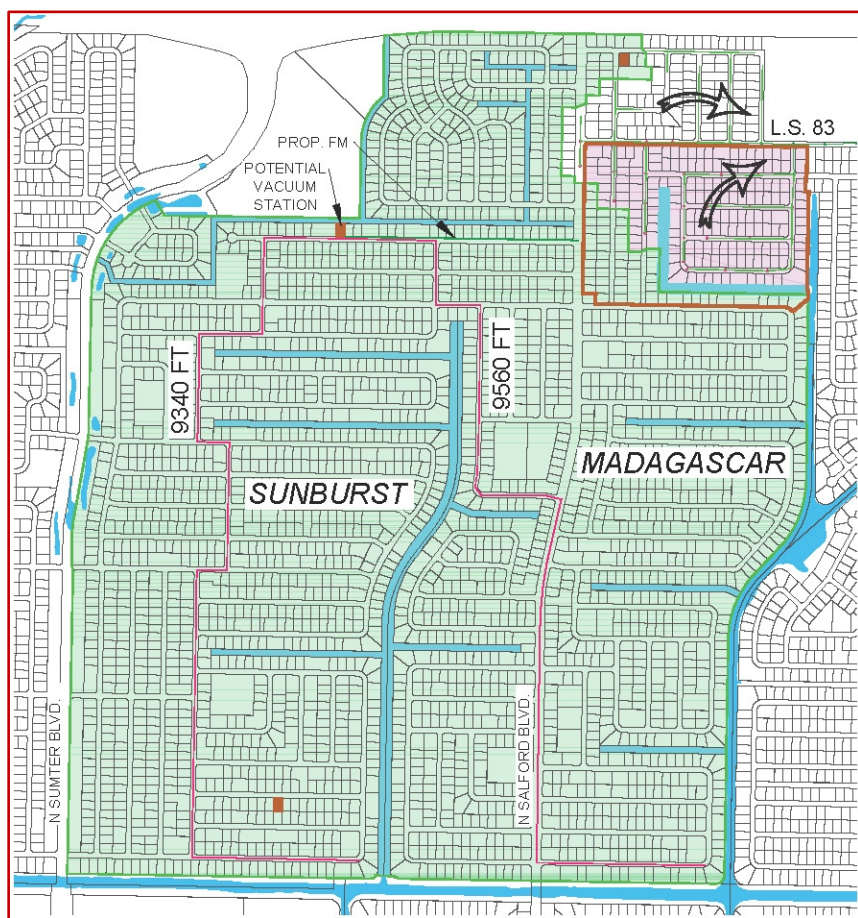 L.S. 83
PROP. FM
POTENTIAL
VACUUM
STATION
9340 FT
9560 FT
MADAGASCAR
SUNBURST
N SUMTER BLVD.
N SALFORD BLVD.